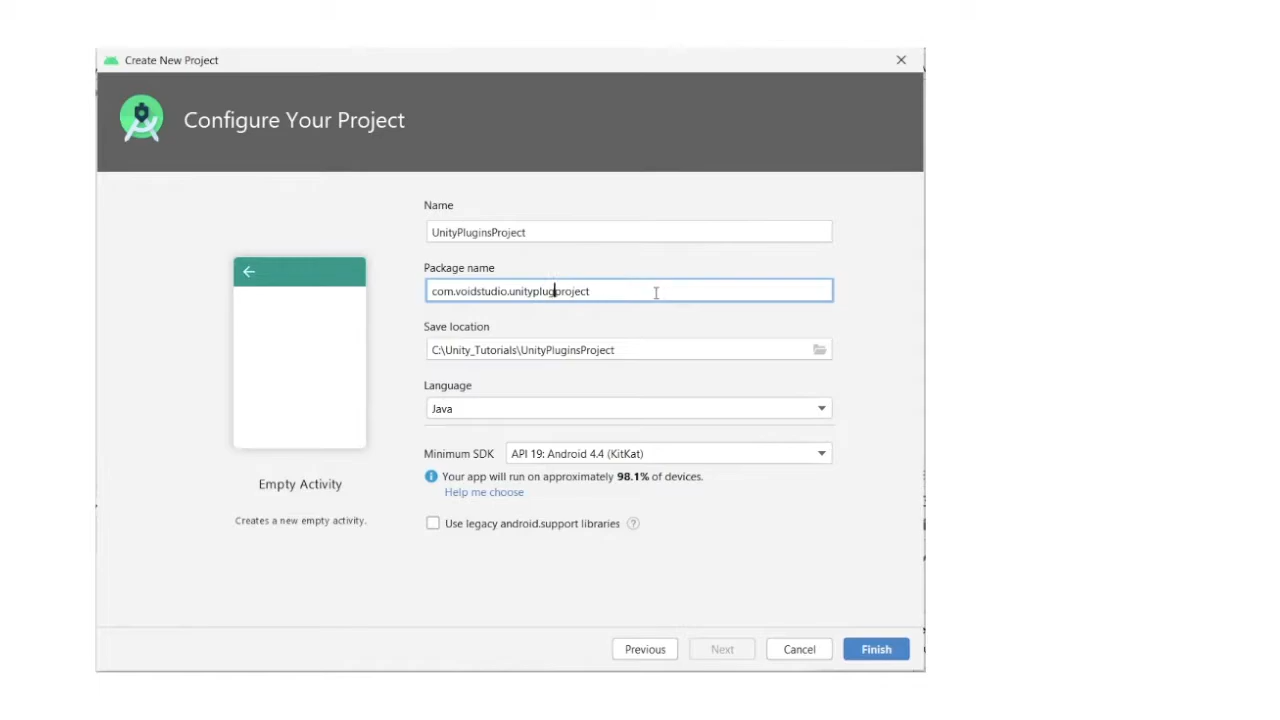 Create New Project
Configure Your Project
Name
UnityPluginsProject
Package name
com.voidstudio.unityplugproject
Save location
C:\Unity_Tutorials\UnityPluginsProject
Language
Java
Minimum SDK API 19: Android 4.4 (KitKat)
Your app will run on approximately 98.1% of devices.
Help me choose
Use legacy android.support libraries ?
Empty Activity
Creates a new empty activity.
Previous Next Cancel Finish